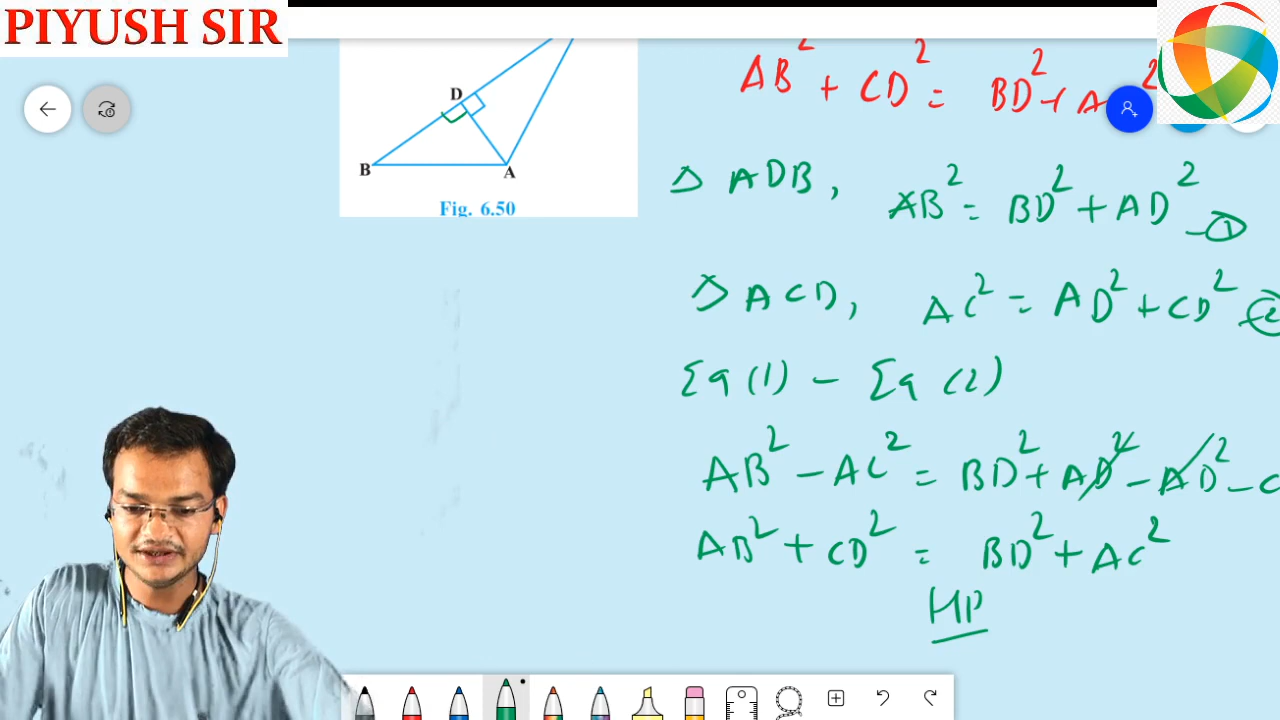 PIYUSH SIR
AB² + CD² = BD² + A 2
D
B
A
Fig. 6.50
△ ADB, AB² = BD² + AD² — ①
△ ACD, AC² = AD² + CD² — ②
Eq (1) – Eq (2)
AB² – AC² = BD² + AD² – AD² – C
AB² + CD² = BD² + AC²
HP